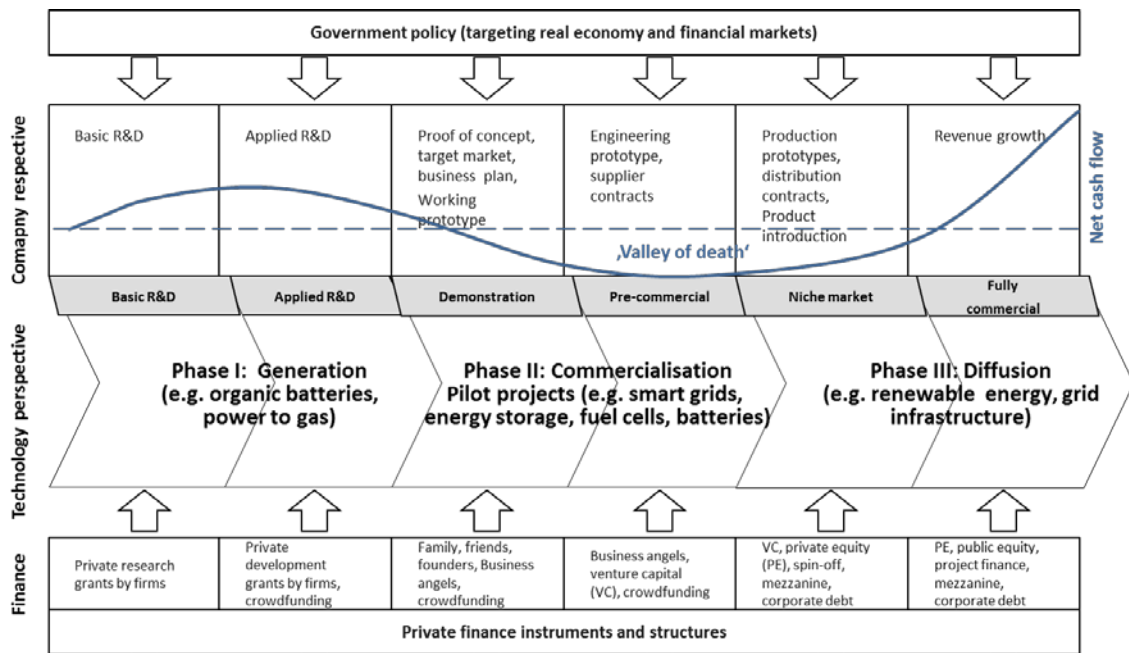 Government policy (targeting real economy and financial markets)
Comapny respective
Basic R&D
Applied R&D
Proof of concept,
target market,
business plan,
Working
prototype
Engineering
prototype,
supplier
contracts
Production
prototypes,
distribution
contracts,
Product
introduction
Revenue growth
‚Valley of death‘
Net cash flow
Basic R&D
Applied R&D
Demonstration
Pre-commercial
Niche market
Fully
commercial
Technology perspective
Phase I: Generation
(e.g. organic batteries,
power to gas)
Phase II: Commercialisation
Pilot projects (e.g. smart grids,
energy storage, fuel cells, batteries)
Phase III: Diffusion
(e.g. renewable energy, grid
infrastructure)
Finance
Private research
grants by firms
Private
development
grants by firms,
crowdfunding
Family, friends,
founders, Business
angels,
crowdfunding
Business angels,
venture capital
(VC), crowdfunding
VC, private equity
(PE), spin-off,
mezzanine,
corporate debt
PE, public equity,
project finance,
mezzanine,
corporate debt
Private finance instruments and structures